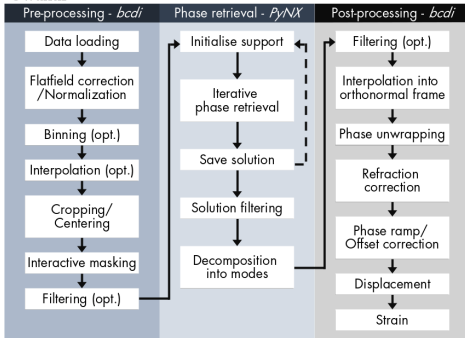 Pre-processing - bcdi
Data loading
Flatfield correction
/Normalization
Binning (opt.)
Interpolation (opt.)
Cropping/
Centering
Interactive masking
Filtering (opt.)
Phase retrieval - PyNX
Initialise support
Iterative
phase retrieval
Save solution
Solution filtering
Decomposition
into modes
Post-processing - bcdi
Filtering (opt.)
Interpolation into
orthonormal frame
Phase unwrapping
Refraction
correction
Phase ramp/
Offset correction
Displacement
Strain